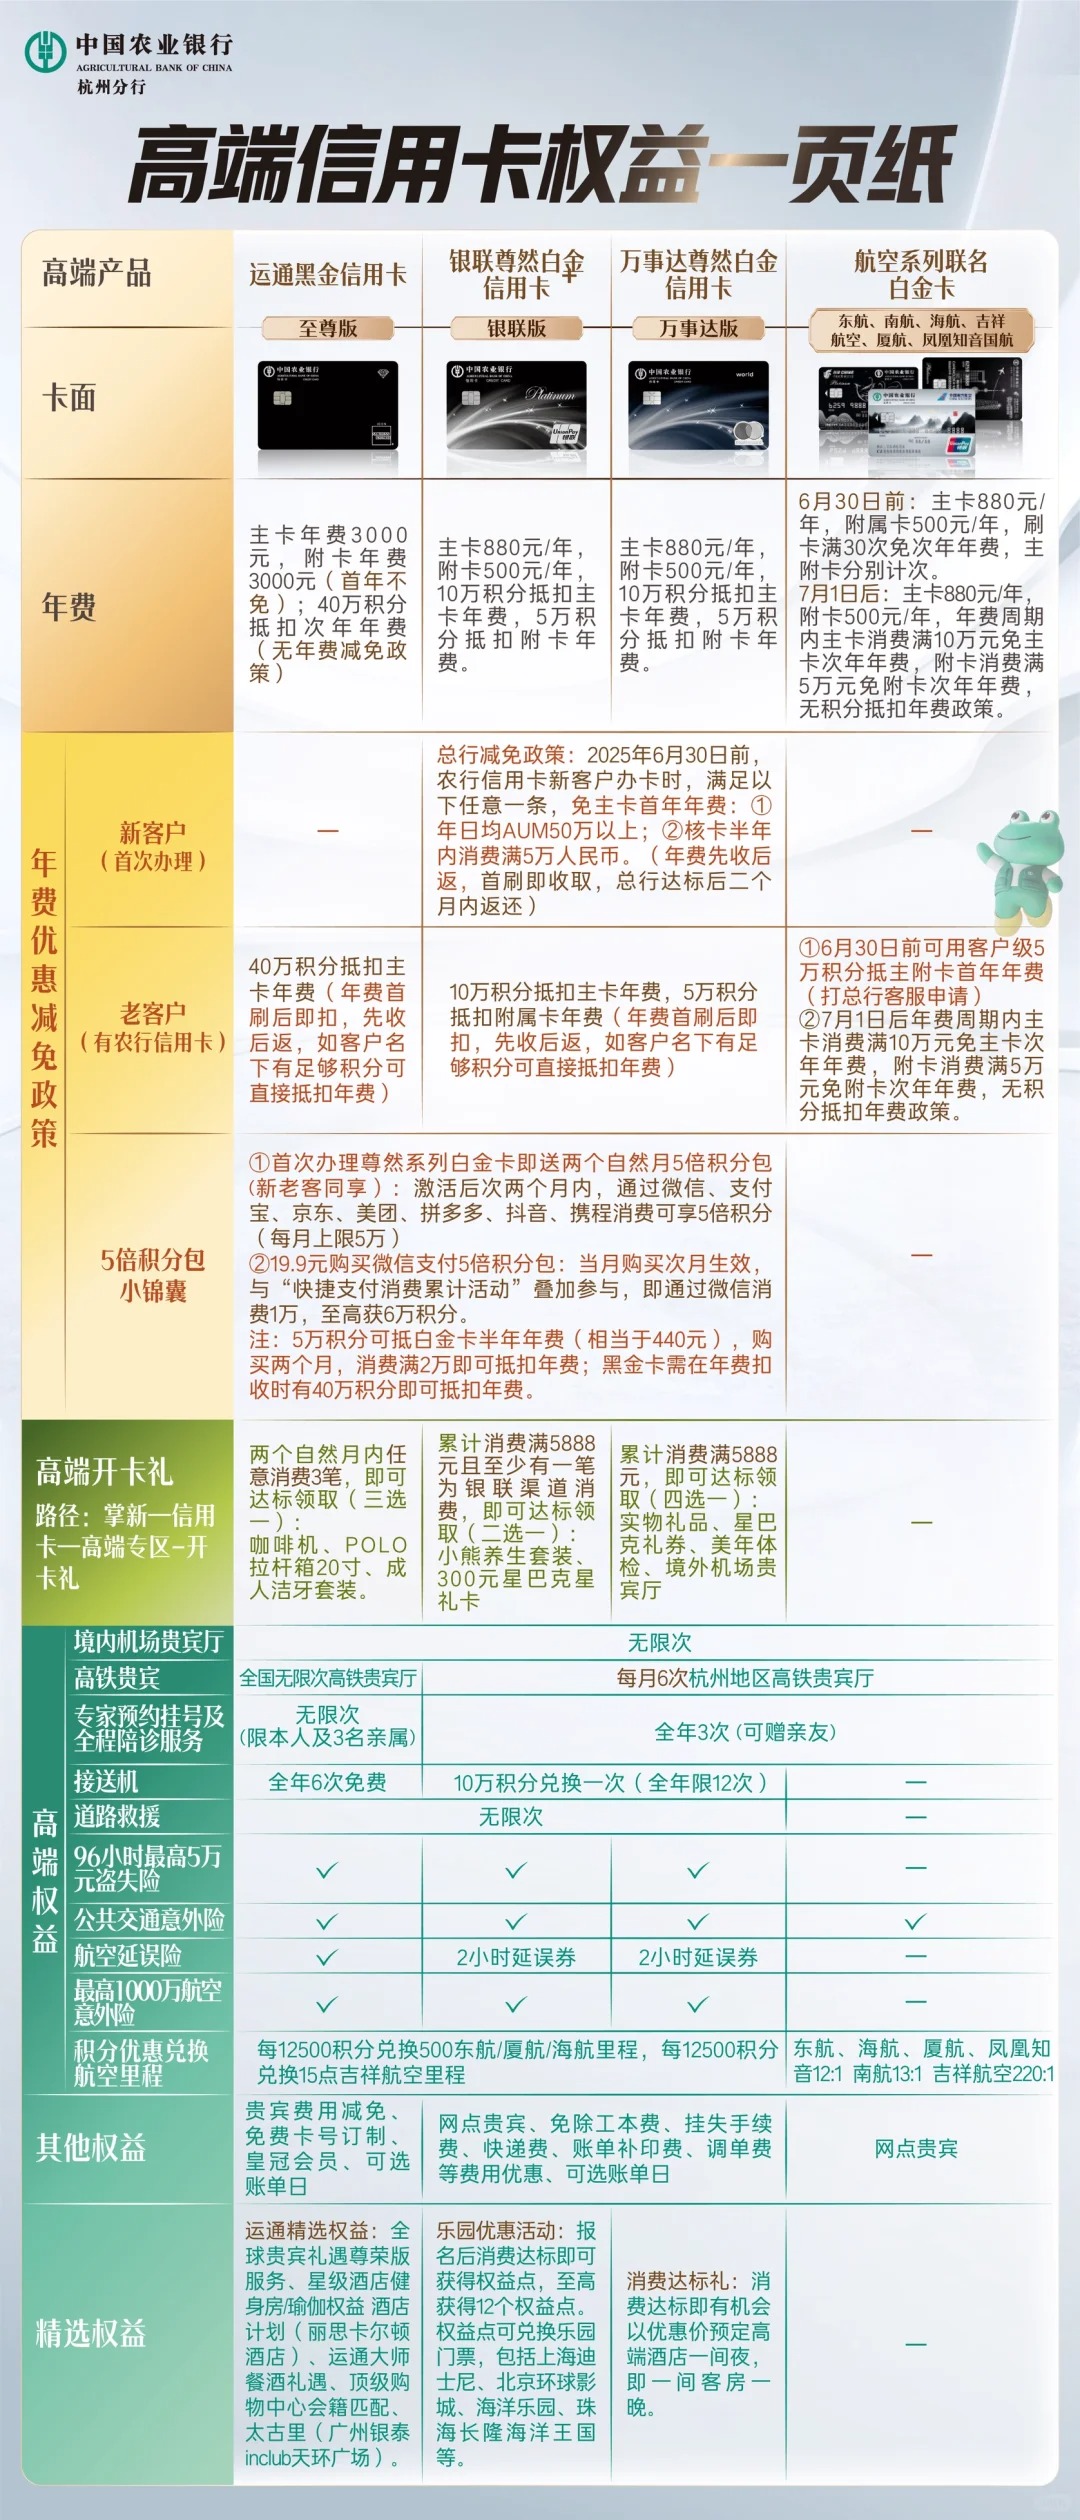 中国农业银行
AGRICULTURAL BANK OF CHINA
杭州分行
高端信用卡权益一页纸
高端产品
运通黑金信用卡
至尊版
银联尊然白金
信用卡
+
银联版
万事达尊然白金
信用卡
万事达版
航空系列联名
白金卡
东航、南航、海航、吉祥
航空、厦航、凤凰知音国航
卡面
中国农业银行
中国农业银行
CREDIT CARD
Platinum
UnionPay
银联
中国农业银行
world
中国农业银行
UnionPay
银联
年费
主卡年费3000
元，附卡年费
3000元（首年不
免）；40万积分
抵扣次年年费
（无年费减免政
策）
主卡880元/年，
附卡500元/年，
10万积分抵扣主
卡年费，5万积
分抵扣附卡年
费。
主卡880元/年，
附卡500元/年，
10万积分抵扣主
卡年费，5万积
分抵扣附卡年
费。
6月30日前：主卡880元/
年，附属卡500元/年，刷
卡满30次免次年年费，主
附卡分别计次。
7月1日后：主卡880元/年，
附卡500元/年，年费周期
内主卡消费满10万元免主
卡次年年费，附卡消费满
5万元免附卡次年年费，
无积分抵扣年费政策。
年费优惠减免政策
新客户
（首次办理）
—
总行减免政策：2025年6月30日前，
农行信用卡新客户办卡时，满足以
下任意一条，免主卡首年年费：①
年日均AUM50万以上；②核卡半年
内消费满5万人民币。（年费先收后
返，首刷即收取，总行达标后二个
月内返还）
—
老客户
（有农行信用卡）
40万积分抵扣主
卡年费（年费首
刷后即扣，先收
后返，如客户名
下有足够积分可
直接抵扣年费）
10万积分抵扣主卡年费，5万积分
抵扣附属卡年费（年费首刷后即
扣，先收后返，如客户名下有足
够积分可直接抵扣年费）
①6月30日前可用客户级5
万积分抵主附卡首年年费
（打总行客服申请）
②7月1日后年费周期内主
卡消费满10万元免主卡次
年年费，附卡消费满5万
元免附卡次年年费，无积
分抵扣年费政策。
5倍积分包
小锦囊
①首次办理尊然系列白金卡即送两个自然月5倍积分包
(新老客同享）：激活后次两个月内，通过微信、支付
宝、京东、美团、拼多多、抖音、携程消费可享5倍积分
（每月上限5万）
②19.9元购买微信支付5倍积分包：当月购买次月生效，
与“快捷支付消费累计活动”叠加参与，即通过微信消
费1万，至高获6万积分。
注：5万积分可抵白金卡半年年费（相当于440元），购
买两个月，消费满2万即可抵扣年费；黑金卡需在年费扣
收时有40万积分即可抵扣年费。
—
高端开卡礼
路径：掌新—信用
卡—高端专区-开
卡礼
两个自然月内任
意消费3笔，即可
达标领取（三选
一）：
咖啡机、POLO
拉杆箱20寸、成
人洁牙套装。
累计消费满5888
元且至少有一笔
为银联渠道消
费，即可达标领
取（二选一）：
小熊养生套装、
300元星巴克星
礼卡
累计消费满5888
元，即可达标领
取（四选一）：
实物礼品、星巴
克礼券、美年体
检、境外机场贵
宾厅
—
高端权益
境内机场贵宾厅
无限次
高铁贵宾
全国无限次高铁贵宾厅
每月6次杭州地区高铁贵宾厅
专家预约挂号及
全程陪诊服务
无限次
(限本人及3名亲属)
全年3次 (可赠亲友)
接送机
全年6次免费
10万积分兑换一次（全年限12次）
—
道路救援
无限次
—
96小时最高5万
元盗失险
✓
✓
✓
—
公共交通意外险
✓
✓
✓
✓
航空延误险
✓
2小时延误券
2小时延误券
—
最高1000万航空
意外险
✓
✓
✓
—
积分优惠兑换
航空里程
每12500积分兑换500东航/厦航/海航里程，每12500积分
兑换15点吉祥航空里程
东航、海航、厦航、凤凰知
音12:1 南航13:1 吉祥航空220:1
其他权益
贵宾费用减免、
免费卡号订制、
皇冠会员、可选
账单日
网点贵宾、免除工本费、挂失手续
费、快递费、账单补印费、调单费
等费用优惠、可选账单日
网点贵宾
精选权益
运通精选权益：全
球贵宾礼遇尊荣版
服务、星级酒店健
身房/瑜伽权益 酒店
计划（丽思卡尔顿
酒店）、运通大师
餐酒礼遇、顶级购
物中心会籍匹配、
太古里（广州银泰
inclub天环广场）。
乐园优惠活动：报
名后消费达标即可
获得权益点，至高
获得12个权益点。
权益点可兑换乐园
门票，包括上海迪
士尼、北京环球影
城、海洋乐园、珠
海长隆海洋王国
等。
消费达标礼：消
费达标即有机会
以优惠价预定高
端酒店一间夜，
即一间客房一
晚。
—